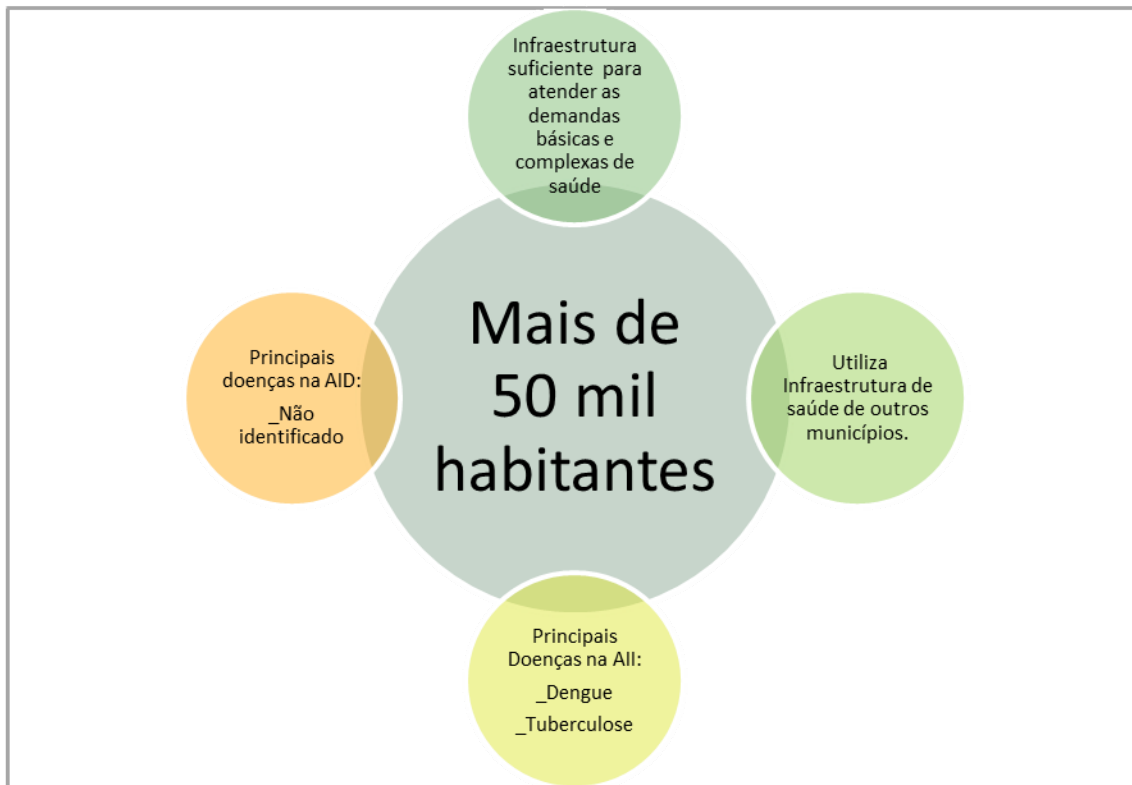 Infraestrutura
suficiente para
atender as
demandas
básicas e
complexas de
saúde
Principais
doenças na AID:
_Não
identificado
Mais de
50 mil
habitantes
Utiliza
Infraestrutura de
saúde de outros
municípios.
Principais
Doenças na AII:
_Dengue
_Tuberculose